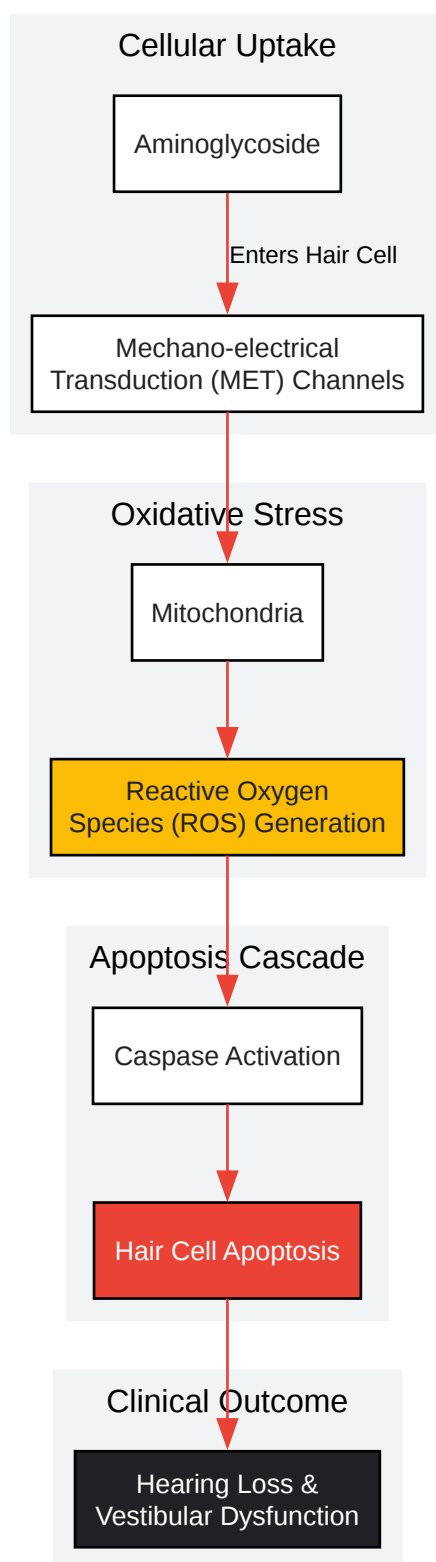 Cellular Uptake
Aminoglycoside
Enters Hair Cell
Mechano-electrical
Transduction (MET) Channels
Oxidative Stress
Mitochondria
Reactive Oxygen
Species (ROS) Generation
Apoptosis Cascade
Caspase Activation
Hair Cell Apoptosis
Clinical Outcome
Hearing Loss &
Vestibular Dysfunction